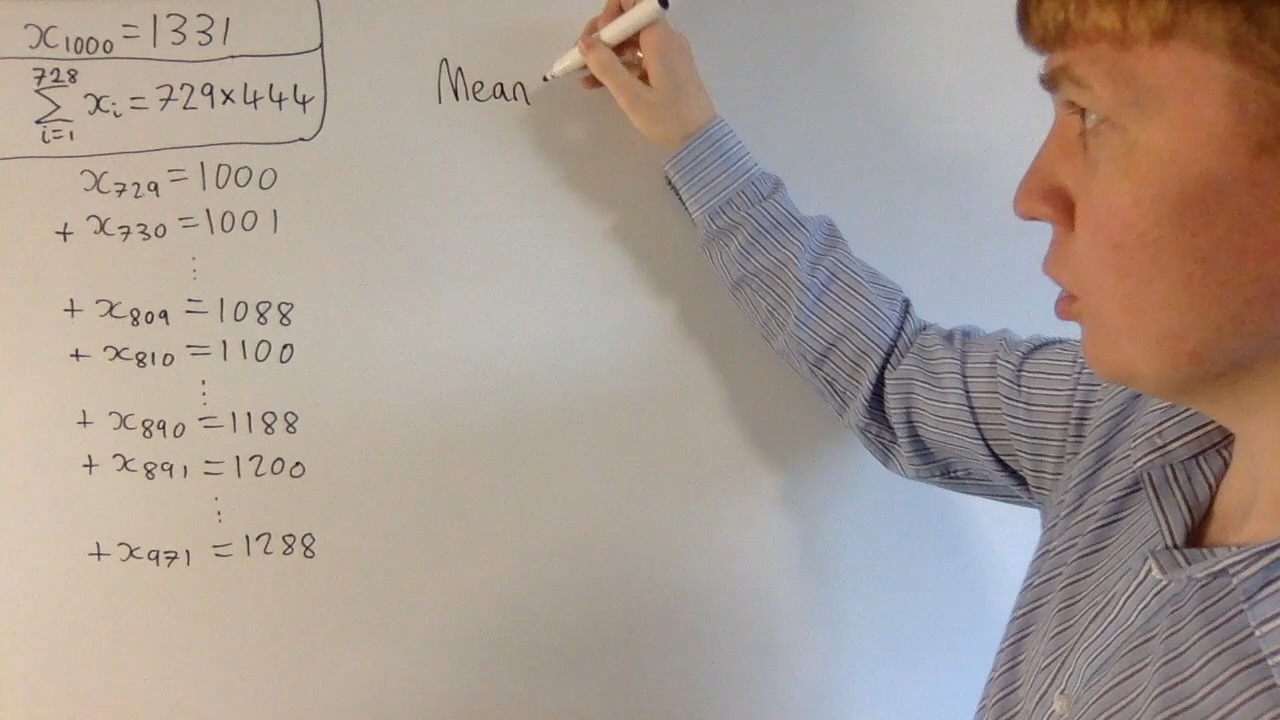 x₁₀₀₀ = 1331
728
∑ xᵢ = 729×444
i=1
x₇₂₉ = 1000
+ x₇₃₀ = 1001
⋮
+ x₈₀₉ = 1088
+ x₈₁₀ = 1100
⋮
+ x₈₉₀ = 1188
+ x₈₉₁ = 1200
⋮
+ x₉₇₁ = 1288
Mean